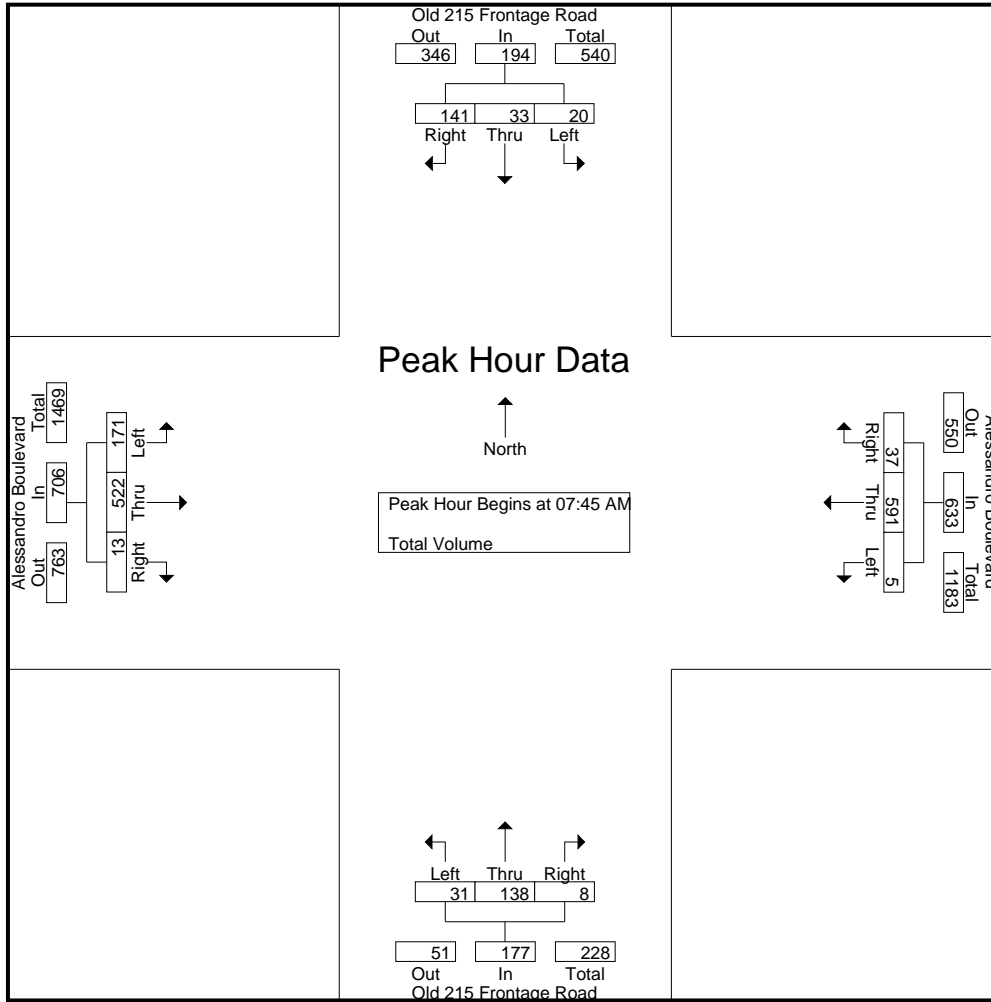 Old 215 Frontage Road
Out In Total
346 194 540
141 33 20
Right Thru Left
Peak Hour Data
North
Peak Hour Begins at 07:45 AM
Total Volume
Alessandro Boulevard
Total In Out
1469 706 763
171 522 13
Left Thru Right
Alessandro Boulevard
Out In Total
550 633 1183
37 591 5
Right Thru Left
Left Thru Right
31 138 8
51 177 228
Out In Total
Old 215 Frontage Road